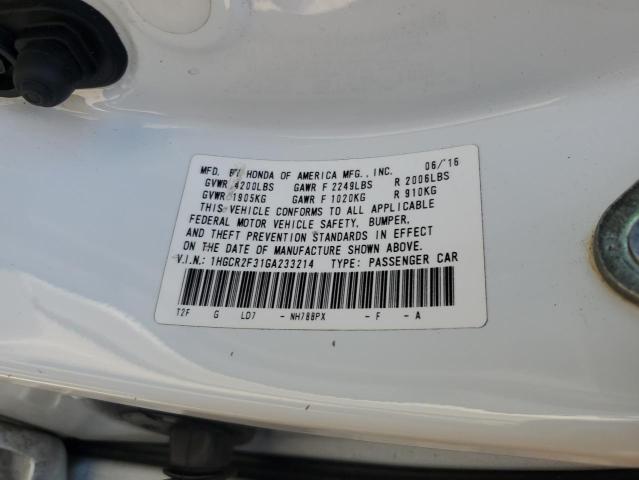 MFD. BY HONDA OF AMERICA MFG., INC. 06/16
GVWR 4200LBS GAWR F 2249LBS R 2006LBS
GVWR 1905KG GAWR F 1020KG R 910KG
THIS VEHICLE CONFORMS TO ALL APPLICABLE
FEDERAL MOTOR VEHICLE SAFETY, BUMPER,
AND THEFT PREVENTION STANDARDS IN EFFECT
ON THE DATE OF MANUFACTURE SHOWN ABOVE.
V.I.N.: 1HGCR2F31GA233214 TYPE: PASSENGER CAR
T2F G LD7 - NH788PX - F - A